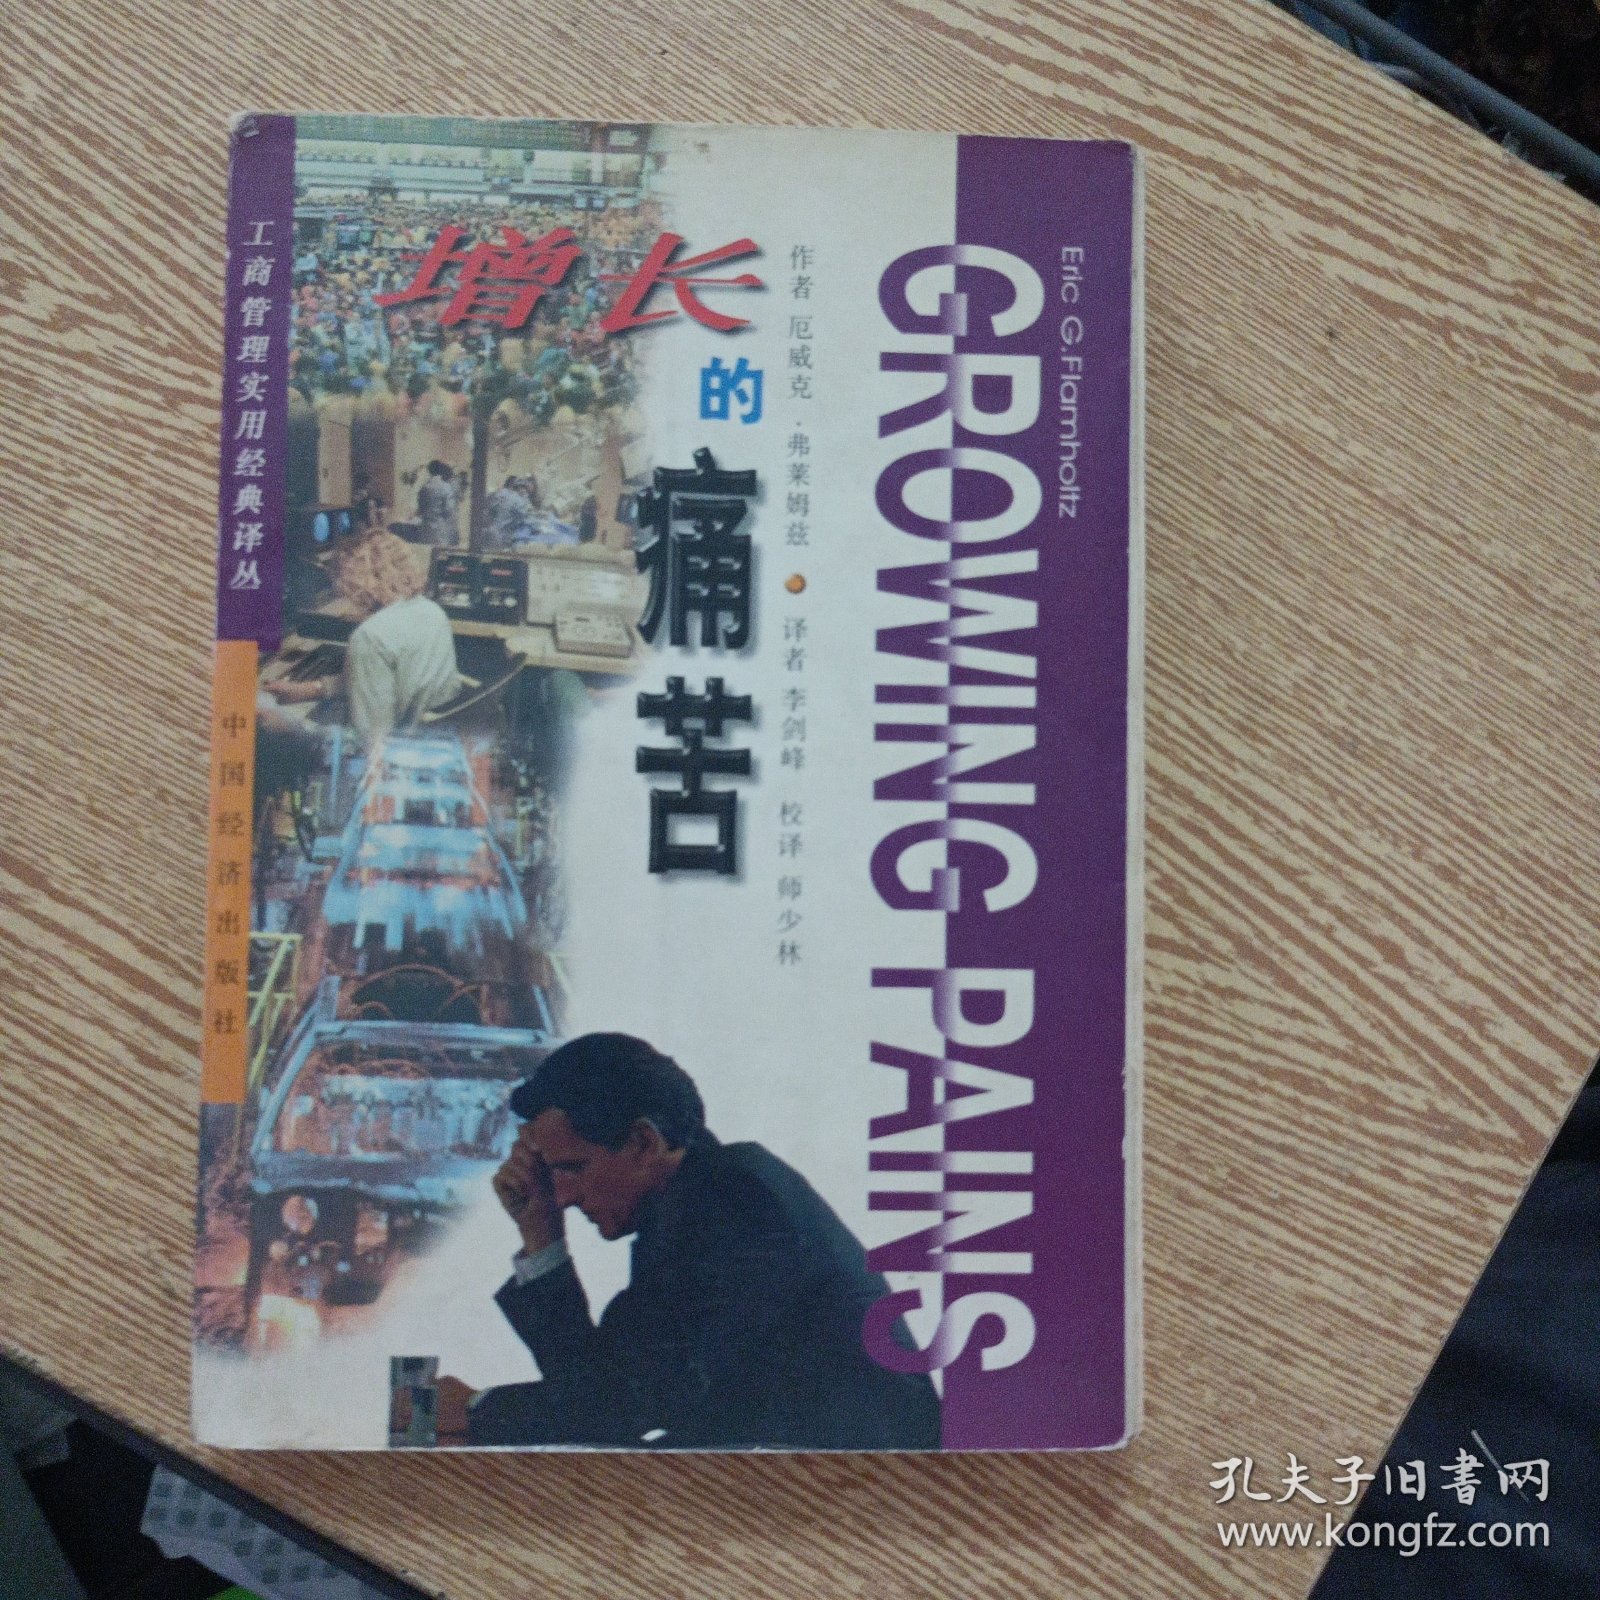 工商管理实用经典译丛
中国经济出版社
增长
的
痛苦
作者 厄威克·弗莱姆兹 译者 李剑峰 校译 师少林
GROWING PAINS
Eric G.Flamholtz
孔夫子旧书网
www.kongfz.com